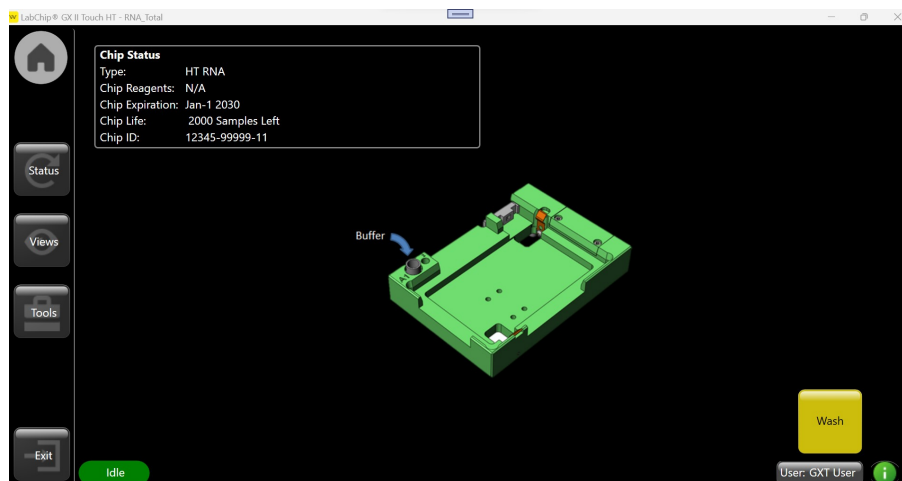 LabChip® GX II Touch HT - RNA_Total
Chip Status
Type: HT RNA
Chip Reagents: N/A
Chip Expiration: Jan-1 2030
Chip Life: 2000 Samples Left
Chip ID: 12345-99999-11
Status
Views
Tools
Exit
Buffer
A1
Wash
Idle
User: GXT User